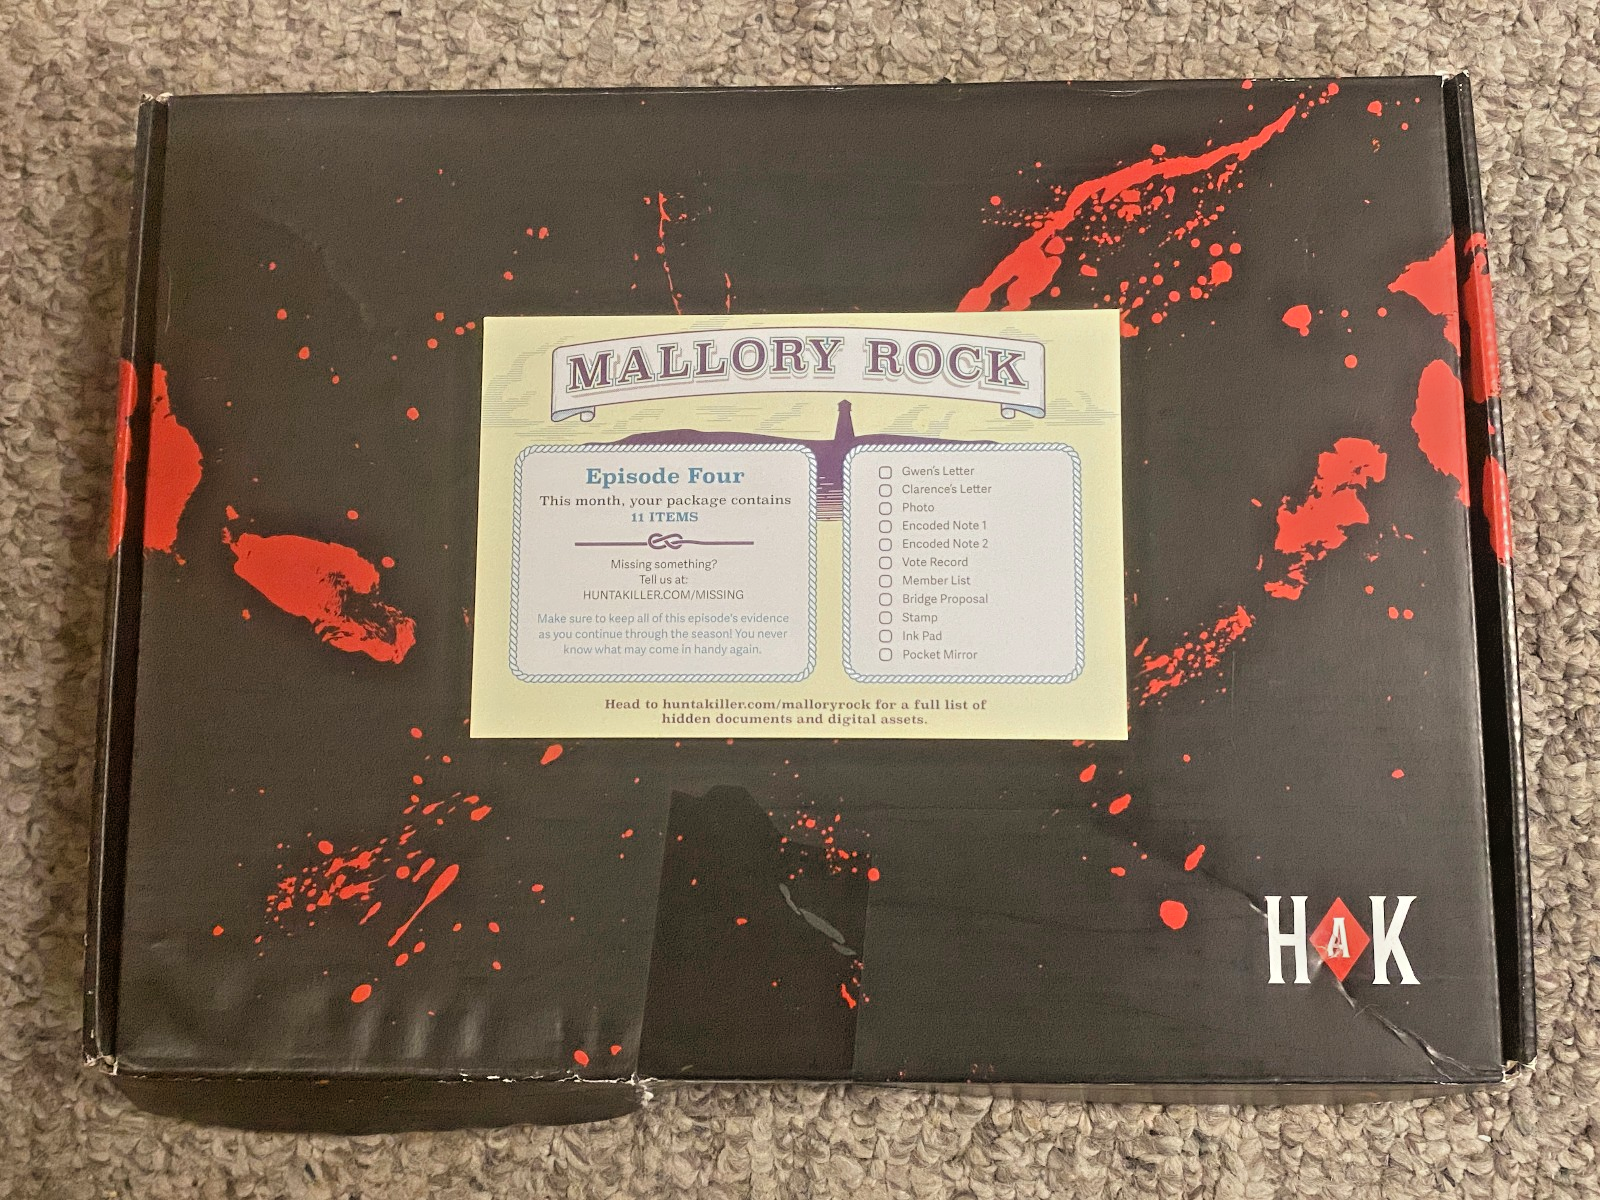 MALLORY ROCK
Episode Four
This month, your package contains
11 ITEMS
Missing something?
Tell us at:
HUNTAKILLER.COM/MISSING
Make sure to keep all of this episode's evidence
as you continue through the season! You never
know what may come in handy again.
Gwen's Letter
Clarence's Letter
Photo
Encoded Note 1
Encoded Note 2
Vote Record
Member List
Bridge Proposal
Stamp
Ink Pad
Pocket Mirror
Head to huntakiller.com/malloryrock for a full list of
hidden documents and digital assets.
HAK